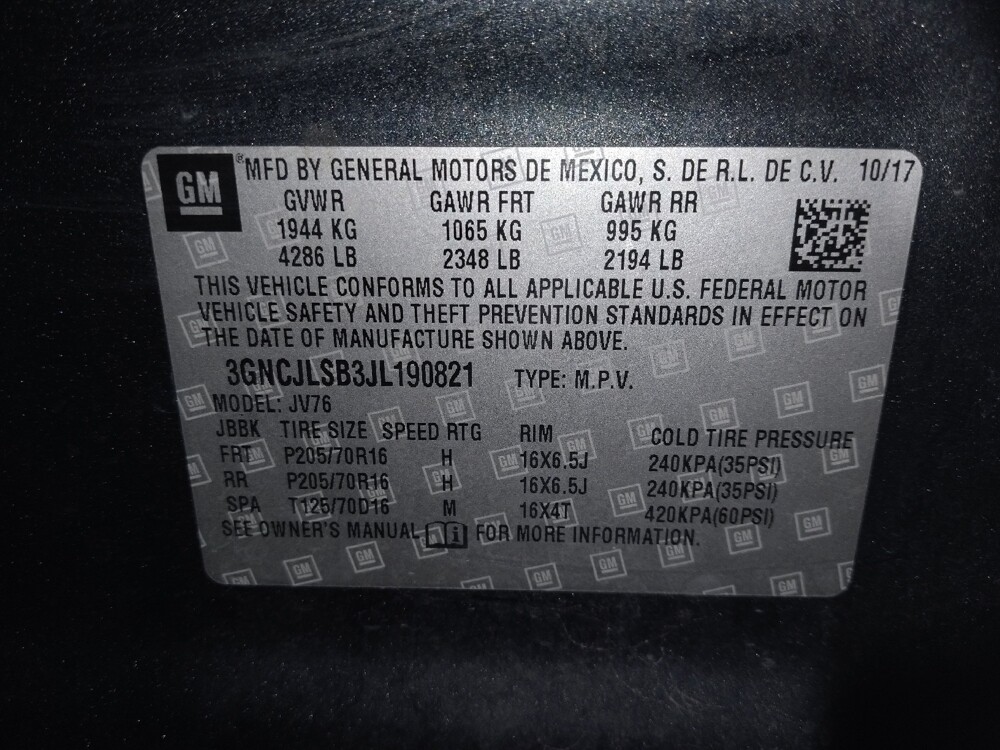 GM ® MFD BY GENERAL MOTORS DE MEXICO, S. DE R.L. DE C.V. 10/17
GVWR GAWR FRT GAWR RR
1944 KG 1065 KG 995 KG
4286 LB 2348 LB 2194 LB
THIS VEHICLE CONFORMS TO ALL APPLICABLE U.S. FEDERAL MOTOR
VEHICLE SAFETY AND THEFT PREVENTION STANDARDS IN EFFECT ON
THE DATE OF MANUFACTURE SHOWN ABOVE.
3GNCJLSB3JL190821 TYPE: M.P.V.
MODEL: JV76
JBBK TIRE SIZE SPEED RTG RIM COLD TIRE PRESSURE
FRT P205/70R16 H 16X6.5J 240KPA(35PSI)
RR P205/70R16 H 16X6.5J 240KPA(35PSI)
SPA T125/70D16 M 16X4T 420KPA(60PSI)
SEE OWNER'S MANUAL i FOR MORE INFORMATION.